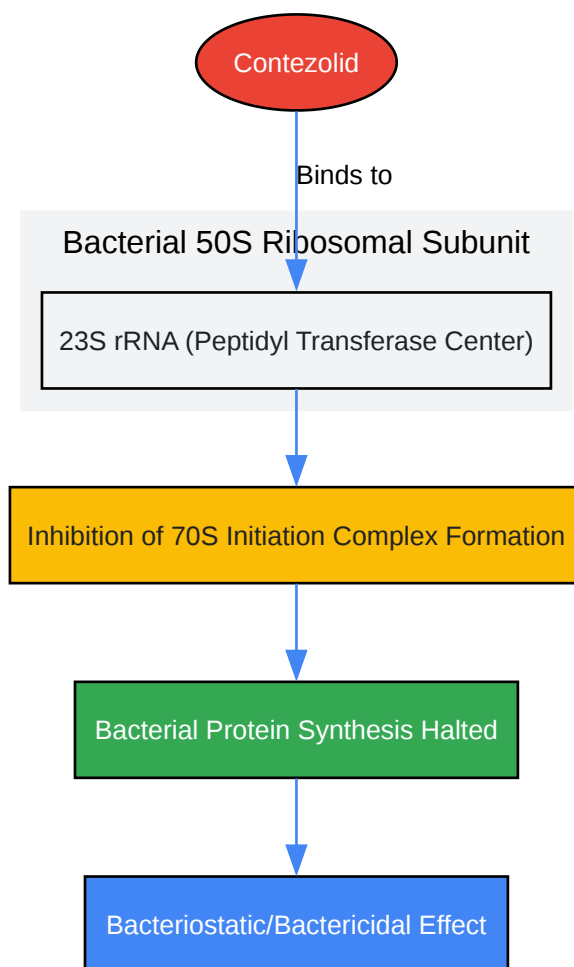 Contezolid
Binds to
Bacterial 50S Ribosomal Subunit
23S rRNA (Peptidyl Transferase Center)
Inhibition of 70S Initiation Complex Formation
Bacterial Protein Synthesis Halted
Bacteriostatic/Bactericidal Effect